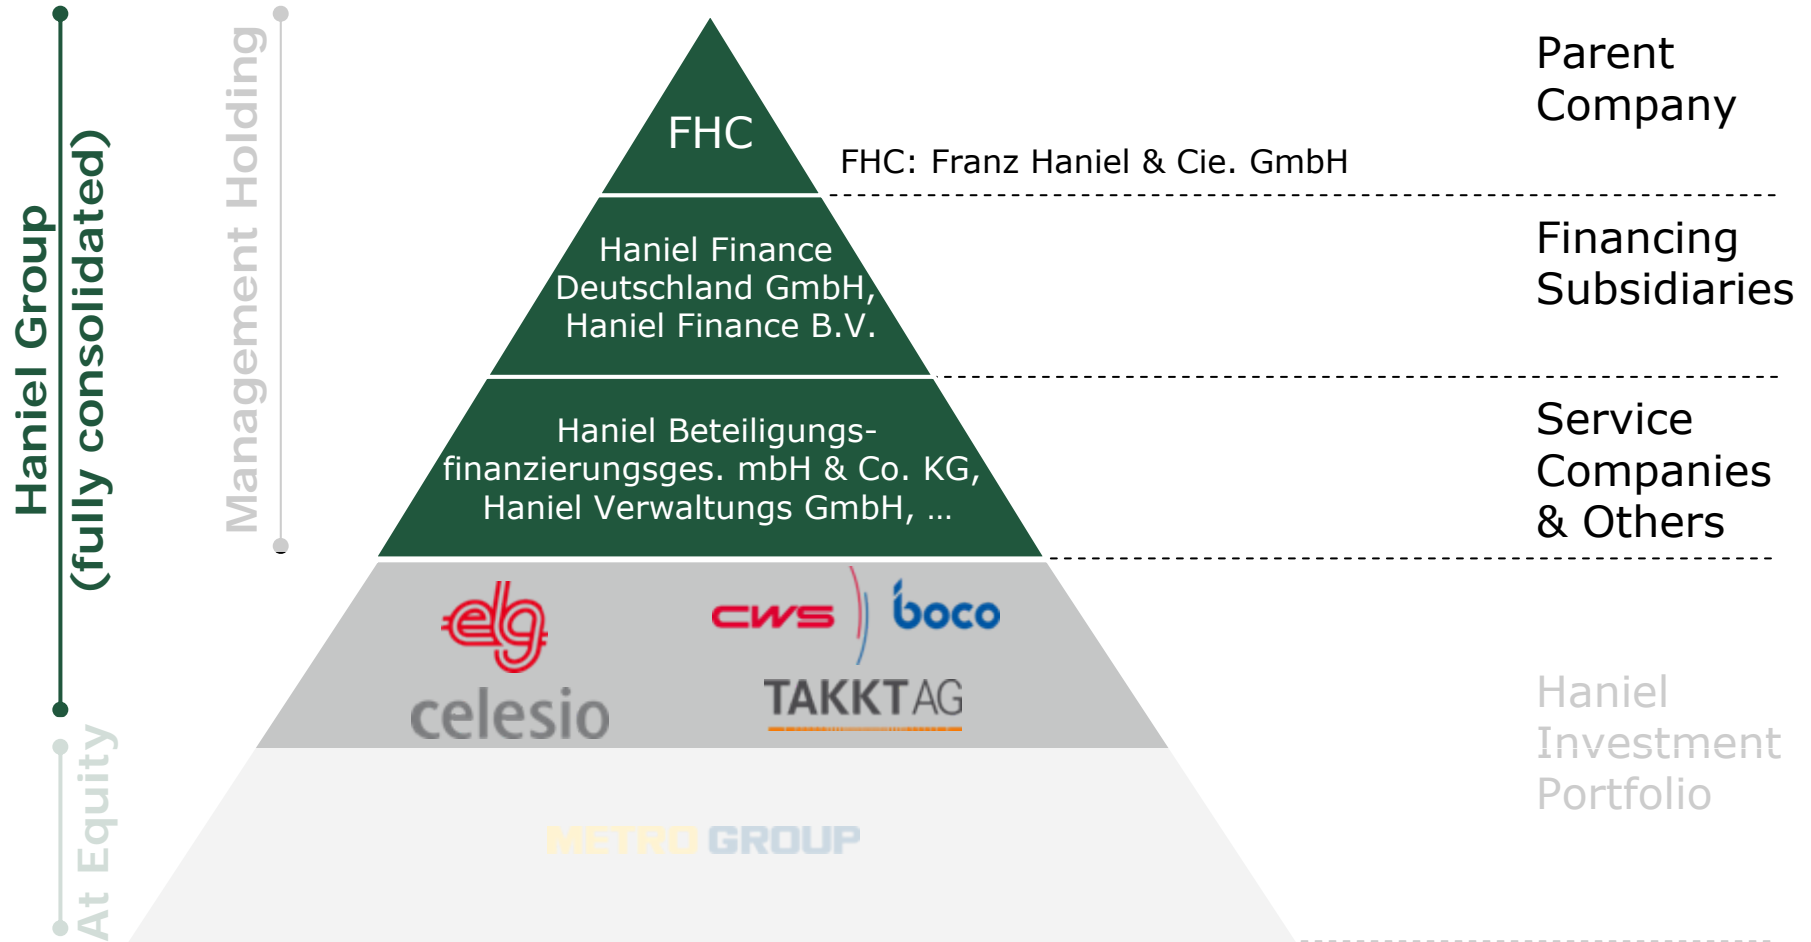 Haniel Group
(fully consolidated)
At Equity
Management Holding
FHC
FHC: Franz Haniel & Cie. GmbH
Parent
Company
Haniel Finance
Deutschland GmbH,
Haniel Finance B.V.
Financing
Subsidiaries
Haniel Beteiligungs-
finanzierungsges. mbH & Co. KG,
Haniel Verwaltungs GmbH, …
Service
Companies
& Others
elg
cws boco
celesio
TAKKT AG
METRO GROUP
Haniel
Investment
Portfolio